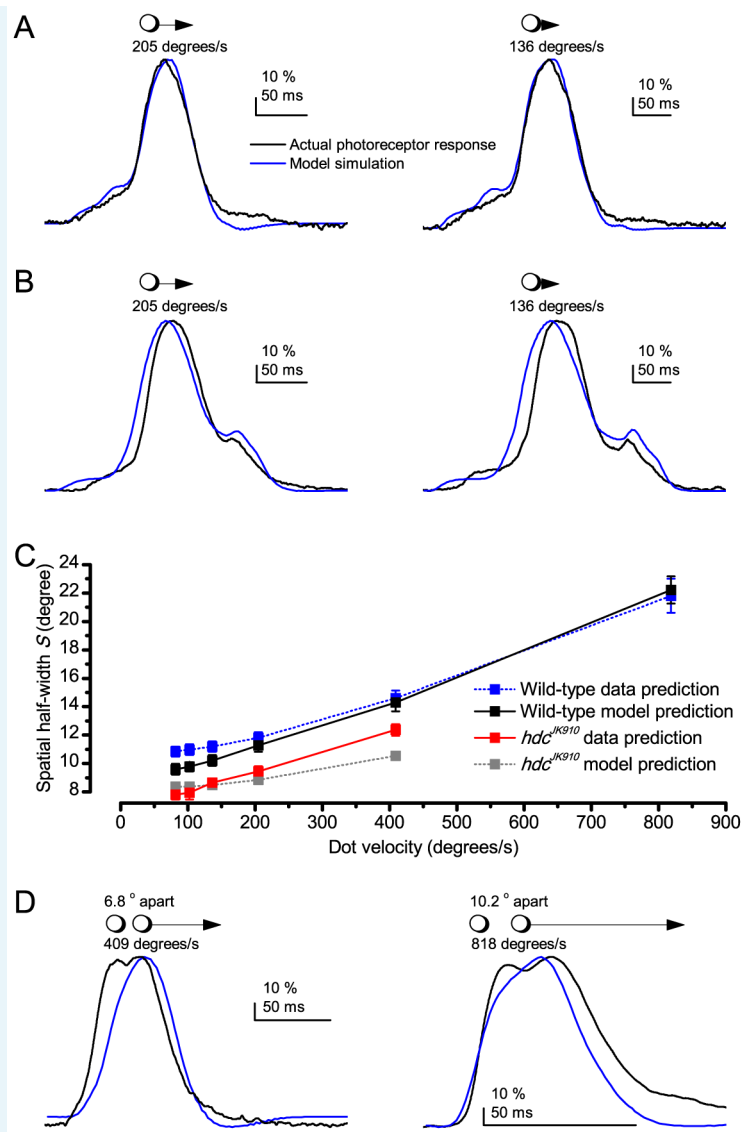 A
205 degrees/s
136 degrees/s
10 %
50 ms
10 %
50 ms
Actual photoreceptor response
Model simulation
B
205 degrees/s
136 degrees/s
10 %
50 ms
10 %
50 ms
C
24
22
20
18
16
14
12
10
8
Spatial half-width S (degree)
Wild-type data prediction
Wild-type model prediction
hdcJK910 data prediction
hdcJK910 model prediction
0 100 200 300 400 500 600 700 800 900
Dot velocity (degrees/s)
D
6.8 ° apart
409 degrees/s
10.2 ° apart
818 degrees/s
10 %
50 ms
10 %
50 ms